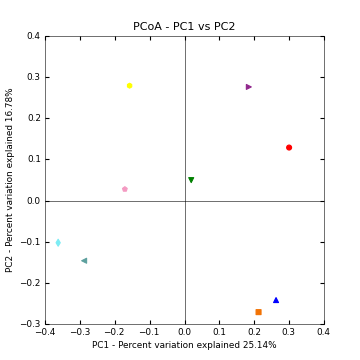 PCoA - PC1 vs PC2
PC2 - Percent variation explained 16.78%
0.4
0.3
0.2
0.1
0.0
−0.1
−0.2
−0.3
−0.4 −0.3 −0.2 −0.1 0.0 0.1 0.2 0.3 0.4
PC1 - Percent variation explained 25.14%